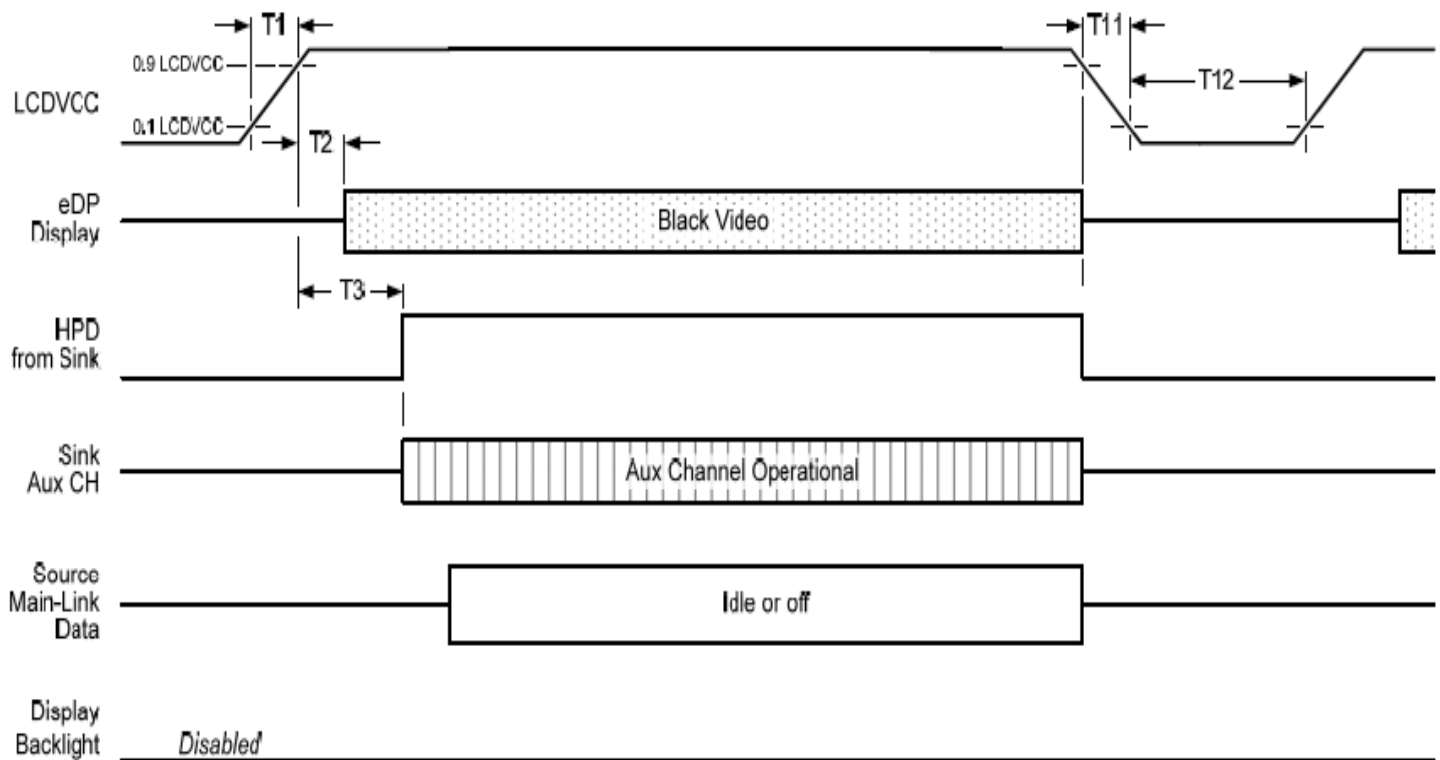 T1
T11
0.9 LCDVCC
T12
LCDVCC
0.1 LCDVCC
T2
eDP
Display
Black Video
T3
HPD
from Sink
Sink
Aux CH
Aux Channel Operational
Source
Main-Link
Data
Idle or off
Display
Backlight
Disabled